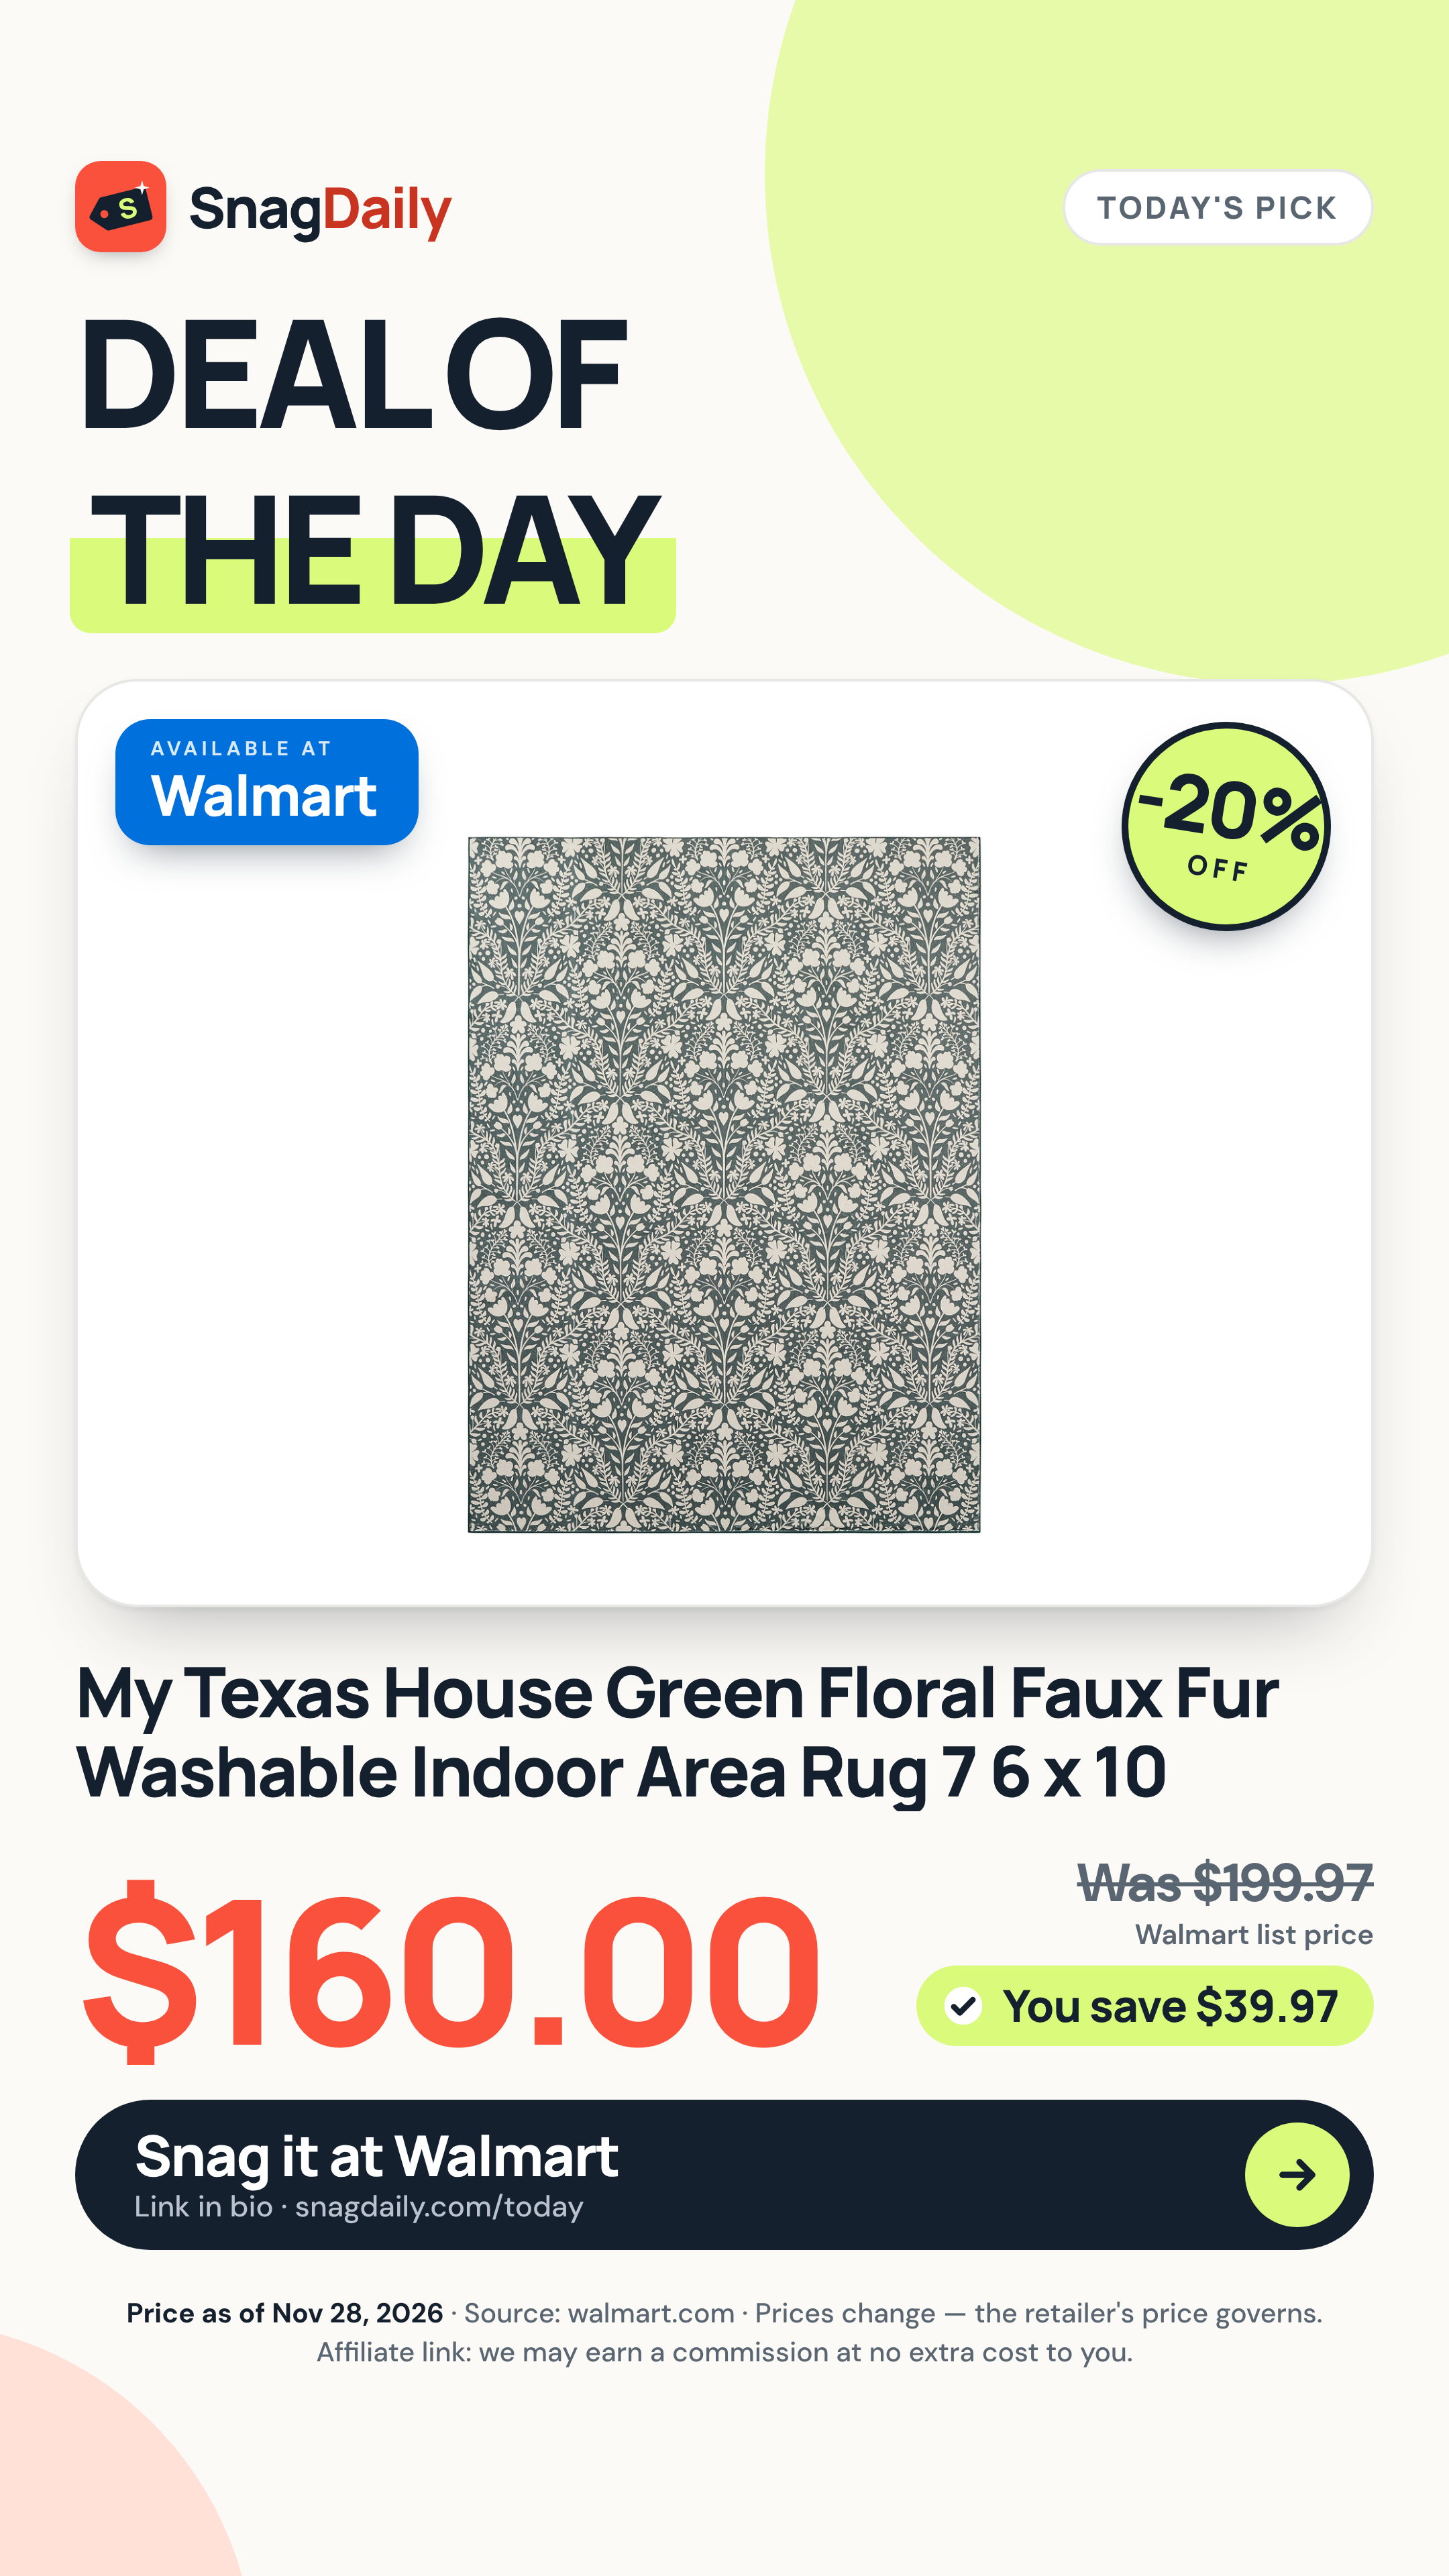 S
SnagDaily
TODAY'S PICK
DEAL OF
THE DAY
AVAILABLE AT
Walmart
-20%
OFF
My Texas House Green Floral Faux Fur
Washable Indoor Area Rug 7 6 x 10
$160.00
Was $199.97
Walmart list price
You save $39.97
Snag it at Walmart
Link in bio · snagdaily.com/today
Price as of Nov 28, 2026 · Source: walmart.com · Prices change — the retailer's price governs.
Affiliate link: we may earn a commission at no extra cost to you.